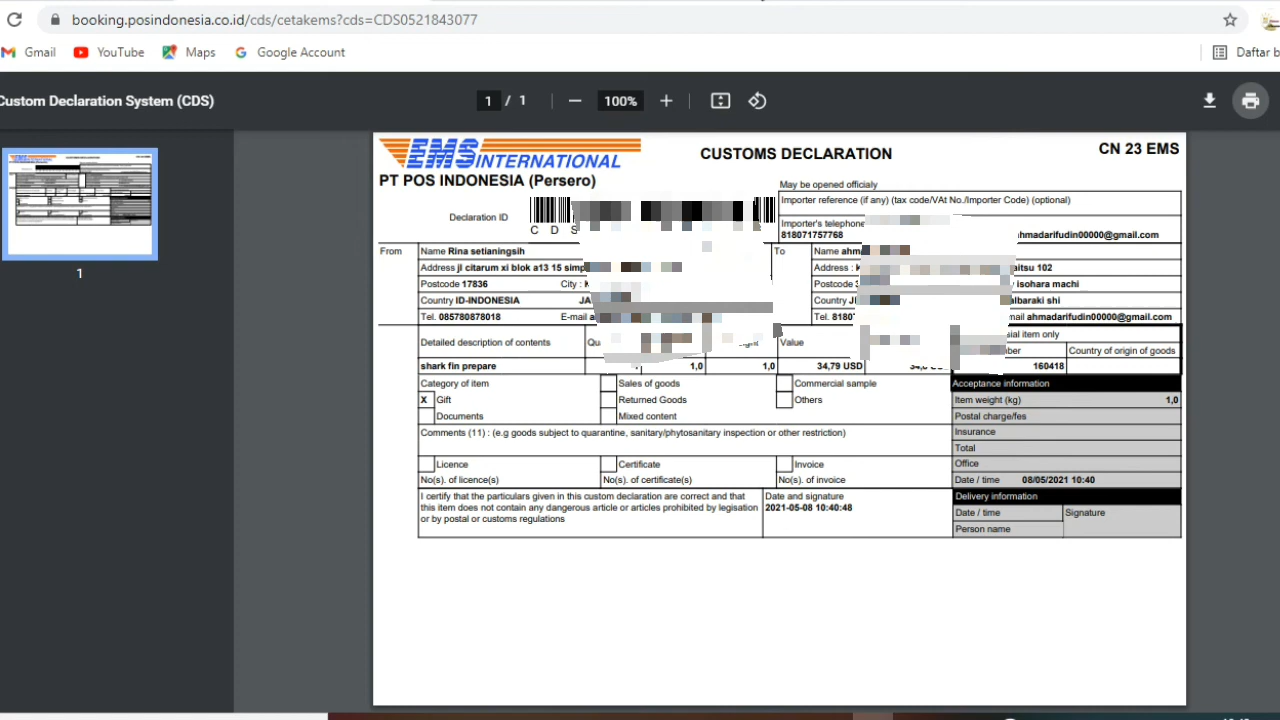 booking.posindonesia.co.id/cds/cetakems?cds=CDS0521843077
Gmail YouTube Maps Google Account Daftar b
Custom Declaration System (CDS) 1 / 1 100%
EMS INTERNATIONAL
CUSTOMS DECLARATION
CN 23 EMS
PT POS INDONESIA (Persero)
May be opened officialy
Importer reference (if any) (tax code/VAt No./Importer Code) (optional)
Declaration ID
C D S
Importer's telephone
818071757768 ahmadarifudin00000@gmail.com
From Name Rina setianingsih To Name
Address jl citarum xi blok a13 15 Address : 102
Postcode 17836 City : Postcode isohara machi
Country ID-INDONESIA Country albaraki shi
Tel. 085780878018 E-mail Tel. ahmadarifudin00000@gmail.com
Detailed description of contents Value item only
Country of origin of goods
shark fin prepare 1,0 1,0 34,79 USD 160418
Category of item Sales of goods Commercial sample Acceptance information
X Gift Returned Goods Others Item weight (kg) 1,0
Documents Mixed content Postal charge/fes
Comments (11) : (e.g goods subject to quarantine, sanitary/phytosanitary inspection or other restriction) Insurance
Total
Licence Certificate Invoice Office
No(s). of licence(s) No(s). of certificate(s) No(s). of invoice Date / time 08/05/2021 10:40
I certify that the particulars given in this custom declaration are correct and that
this item does not contain any dangerous article or articles prohibited by legisation
or by postal or customs regulations
Date and signature
2021-05-08 10:40:48
Delivery information
Date / time Signature
Person name
1